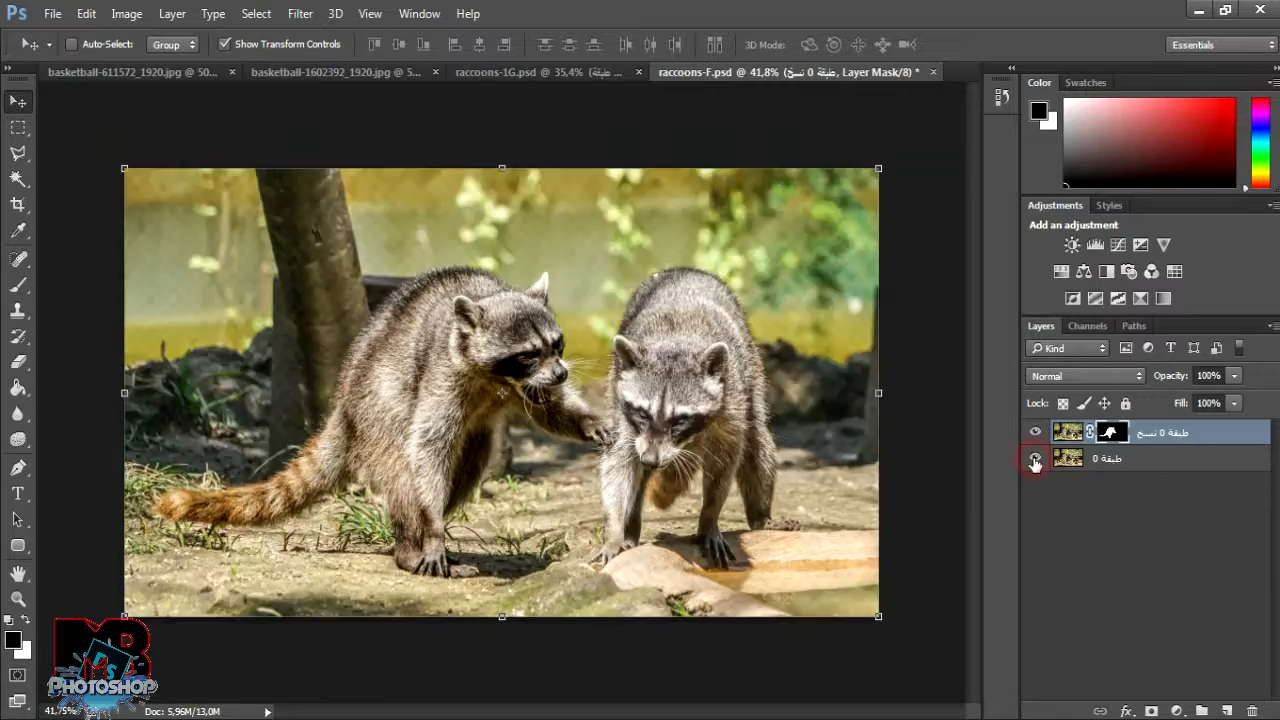 Ps File Edit Image Layer Type Select Filter 3D View Window Help
Auto-Select: Group Show Transform Controls 3D Mode: Essentials
basketball-611572_1920.jpg @ 50... × basketball-1602392_1920.jpg @ 5... × raccoons-1G.psd @ 35,4% (طبقة ... × raccoons-F.psd @ 41,8% (طبقة 0 نسخ, Layer Mask/8) * ×
Color Swatches
Adjustments Styles
Add an adjustment
Layers Channels Paths
Kind
Normal Opacity: 100%
Lock: Fill: 100%
طبقة 0 نسخ
طبقة 0
MB
Ps
PHOTOSHOP
41,75% Doc: 5,96M/13,0M